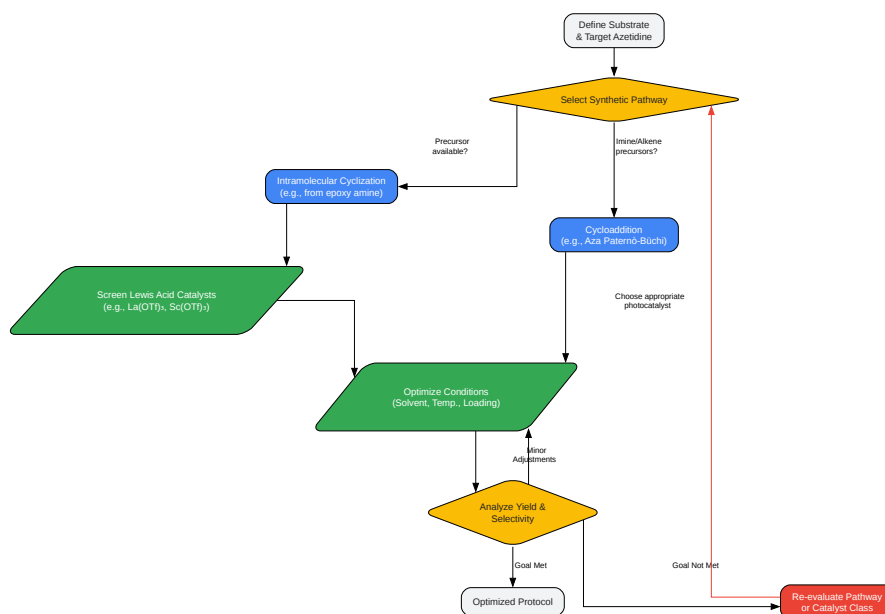 Define Substrate
& Target Azetidine
Select Synthetic Pathway
Precursor
available?
Imine/Alkene
precursors?
Intramolecular Cyclization
(e.g., from epoxy amine)
Cycloaddition
(e.g., Aza Paternò-Büchi)
Screen Lewis Acid Catalysts
(e.g., La(OTf)₃, Sc(OTf)₃)
Choose appropriate
photocatalyst
Optimize Conditions
(Solvent, Temp., Loading)
Minor
Adjustments
Analyze Yield &
Selectivity
Goal Met
Goal Not Met
Optimized Protocol
Re-evaluate Pathway
or Catalyst Class